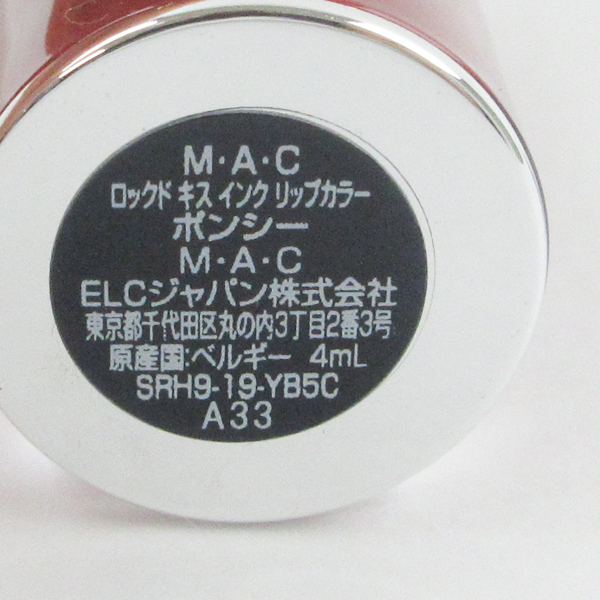 M・A・C
ロックド キス インク リップカラー
ポンシー
M・A・C
ELCジャパン株式会社
東京都千代田区丸の内3丁目2番3号
原産国:ベルギー 4mL
SRH9-19-YB5C
A33